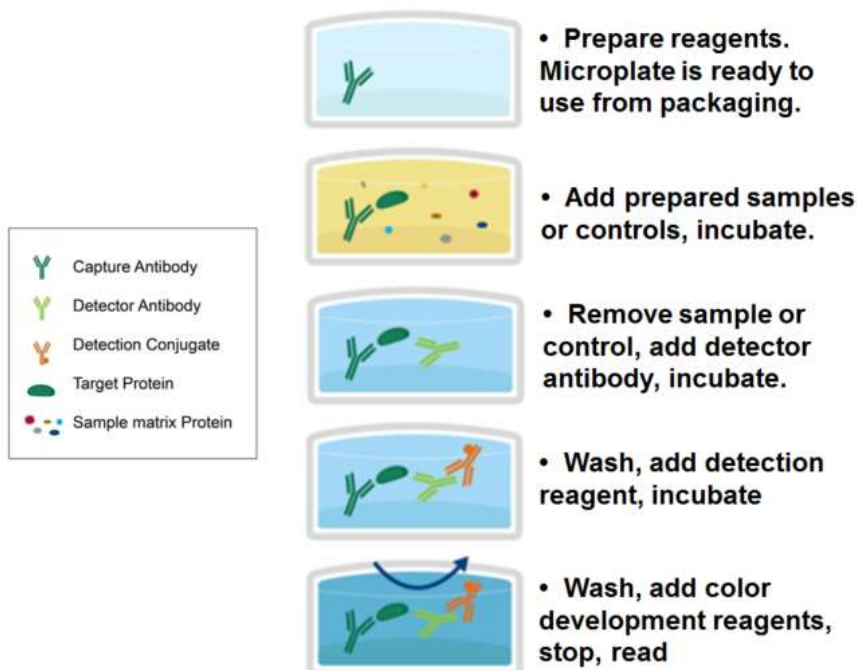 • Prepare reagents.
Microplate is ready to
use from packaging.
• Add prepared samples
or controls, incubate.
Capture Antibody
Detector Antibody
Detection Conjugate
Target Protein
Sample matrix Protein
• Remove sample or
control, add detector
antibody, incubate.
• Wash, add detection
reagent, incubate
• Wash, add color
development reagents,
stop, read